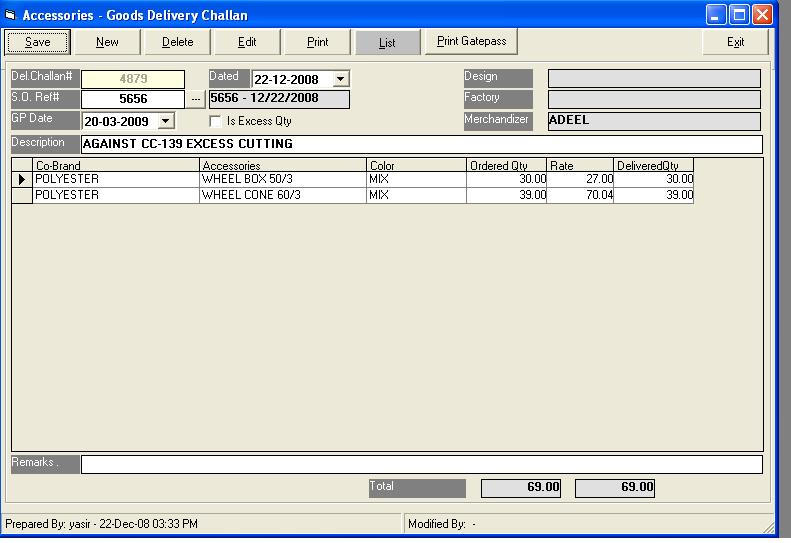 Accessories - Goods Delivery Challan
Save New Delete Edit Print List Print Gatepass Exit
Del.Challan# 4879 Dated 22-12-2008 Design
S.O. Ref# 5656 ... 5656 - 12/22/2008 Factory
GP Date 20-03-2009 Is Excess Qty Merchandizer ADEEL
Description AGAINST CC-139 EXCESS CUTTING
Co-Brand Accessories Color Ordered Qty Rate DeliveredQty
POLYESTER WHEEL BOX 50/3 MIX 30.00 27.00 30.00
POLYESTER WHEEL CONE 60/3 MIX 39.00 70.04 39.00
Remarks .
Total 69.00 69.00
Prepared By: yasir - 22-Dec-08 03:33 PM Modified By: -